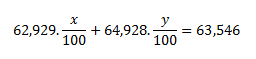 62,929. x/100 + 64,928. y/100 = 63,546